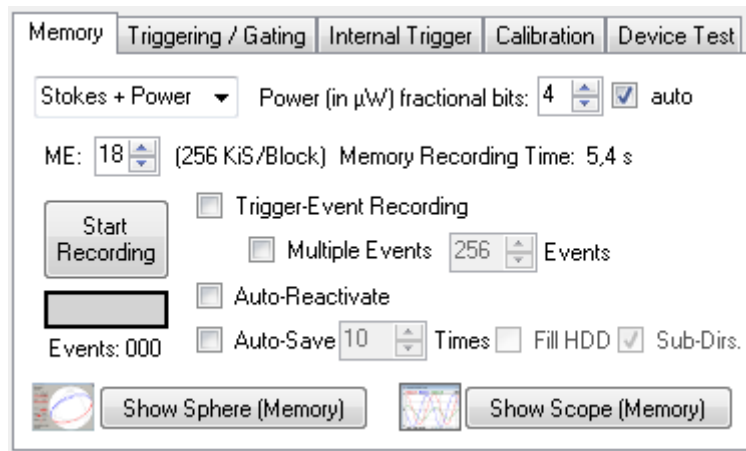 Memory Triggering / Gating Internal Trigger Calibration Device Test
Stokes + Power Power (in µW) fractional bits: 4 auto
ME: 18 (256 KiS/Block) Memory Recording Time: 5,4 s
Start Recording
Trigger-Event Recording
Multiple Events 256 Events
Auto-Reactivate
Events: 000
Auto-Save 10 Times Fill HDD Sub-Dirs.
Show Sphere (Memory) Show Scope (Memory)